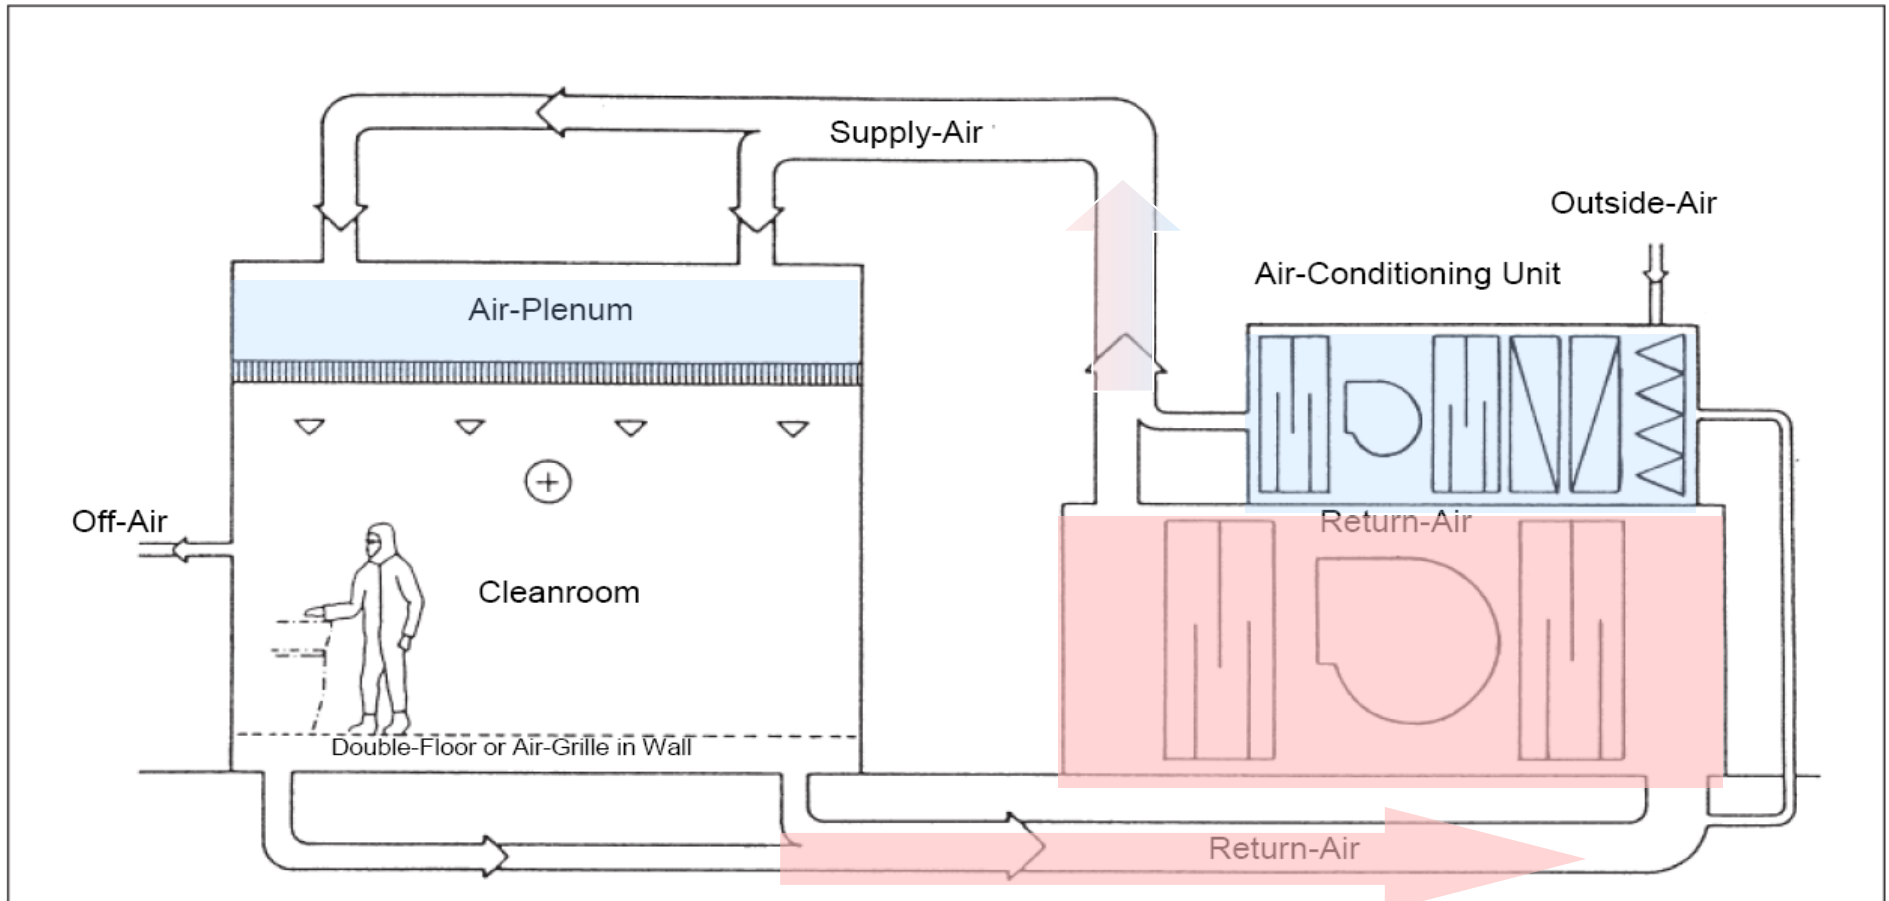 Supply-Air
Outside-Air
Air-Conditioning Unit
Air-Plenum
Off-Air
Return-Air
Cleanroom
Double-Floor or Air-Grille in Wall
Return-Air